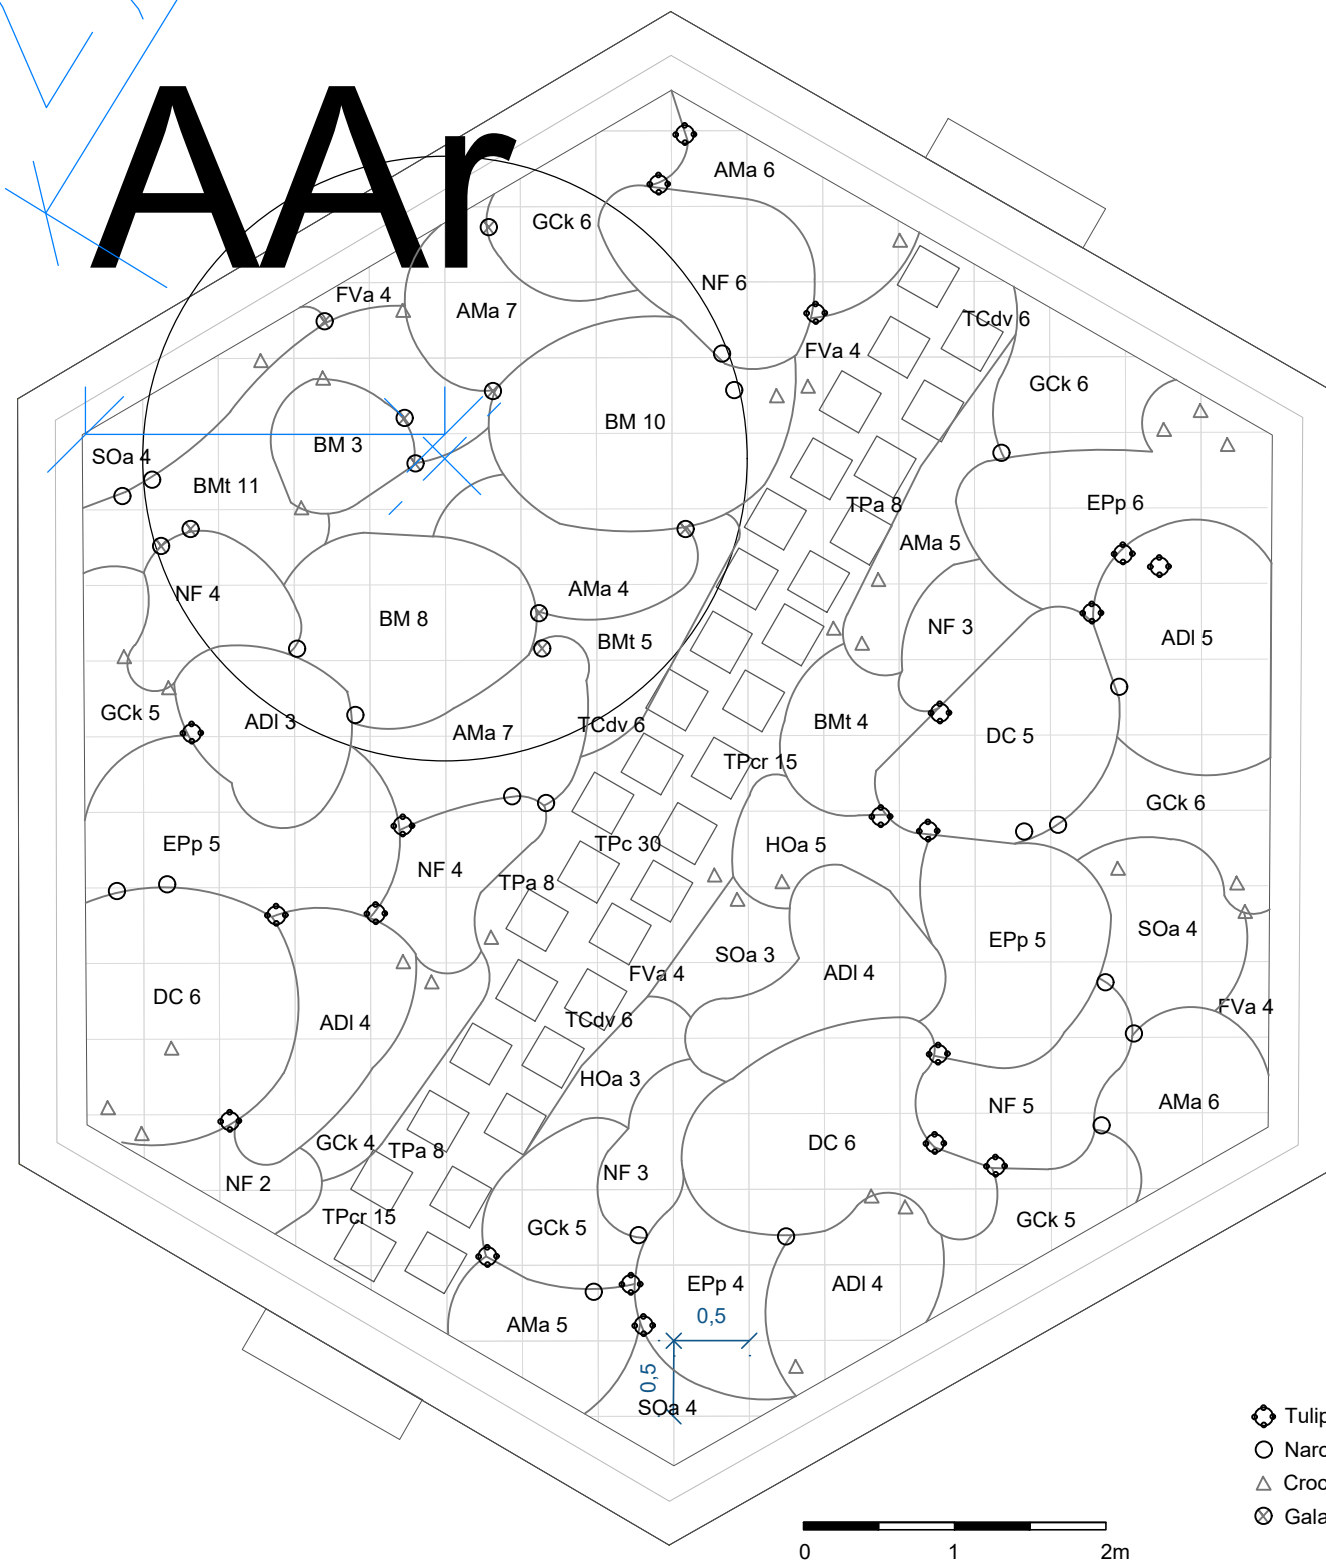 AAr
AMa 6
GCk 6
NF 6
FVa 4
AMa 7
TCdv 6
FVa 4
GCk 6
BM 10
BM 3
SOa 4
BMt 11
EPp 6
TPa 8
AMa 5
AMa 4
NF 4
BM 8
NF 3
ADl 5
BMt 5
GCk 5
ADl 3
AMa 7
TCdv 6
BMt 4
DC 5
TPcr 15
GCk 6
EPp 5
TPc 30
HOa 5
NF 4
TPa 8
EPp 5
SOa 4
SOa 3
ADl 4
FVa 4
DC 6
ADl 4
TCdv 6
FVa 4
HOa 3
NF 5
AMa 6
GCk 4
TPa 8
DC 6
NF 3
NF 2
TPcr 15
GCk 5
GCk 5
EPp 4
ADl 4
0,5
AMa 5
0,5
SOa 4
Tulip
Narc
Croc
Gala
0 1 2m